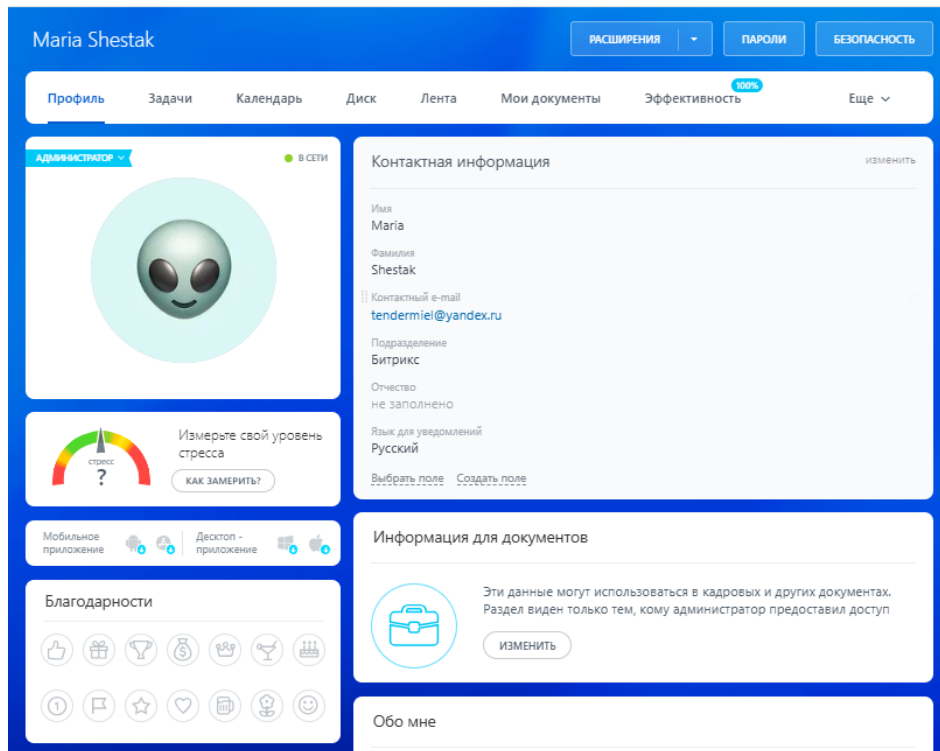 Maria Shestak
РАСШИРЕНИЯ
ПАРОЛИ
БЕЗОПАСНОСТЬ
Профиль
Задачи
Календарь
Диск
Лента
Мои документы
Эффективность
100%
Еще
АДМИНИСТРАТОР
В СЕТИ
стресс
?
Измерьте свой уровень
стресса
КАК ЗАМЕРИТЬ?
Мобильное
приложение
Десктоп -
приложение
Благодарности
1
Контактная информация
изменить
Имя
Maria
Фамилия
Shestak
Контактный e-mail
tendermiel@yandex.ru
Подразделение
Битрикс
Отчество
не заполнено
Язык для уведомлений
Русский
Выбрать поле Создать поле
Информация для документов
Эти данные могут использоваться в кадровых и других документах.
Раздел виден только тем, кому администратор предоставил доступ
ИЗМЕНИТЬ
Обо мне